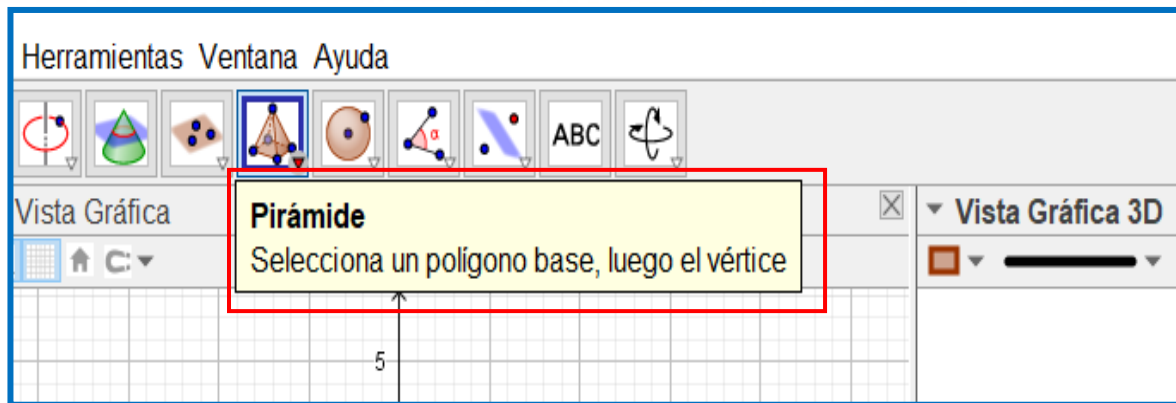 Herramientas Ventana Ayuda
α
ABC
Vista Gráfica
Pirámide
Selecciona un polígono base, luego el vértice
Vista Gráfica 3D
5